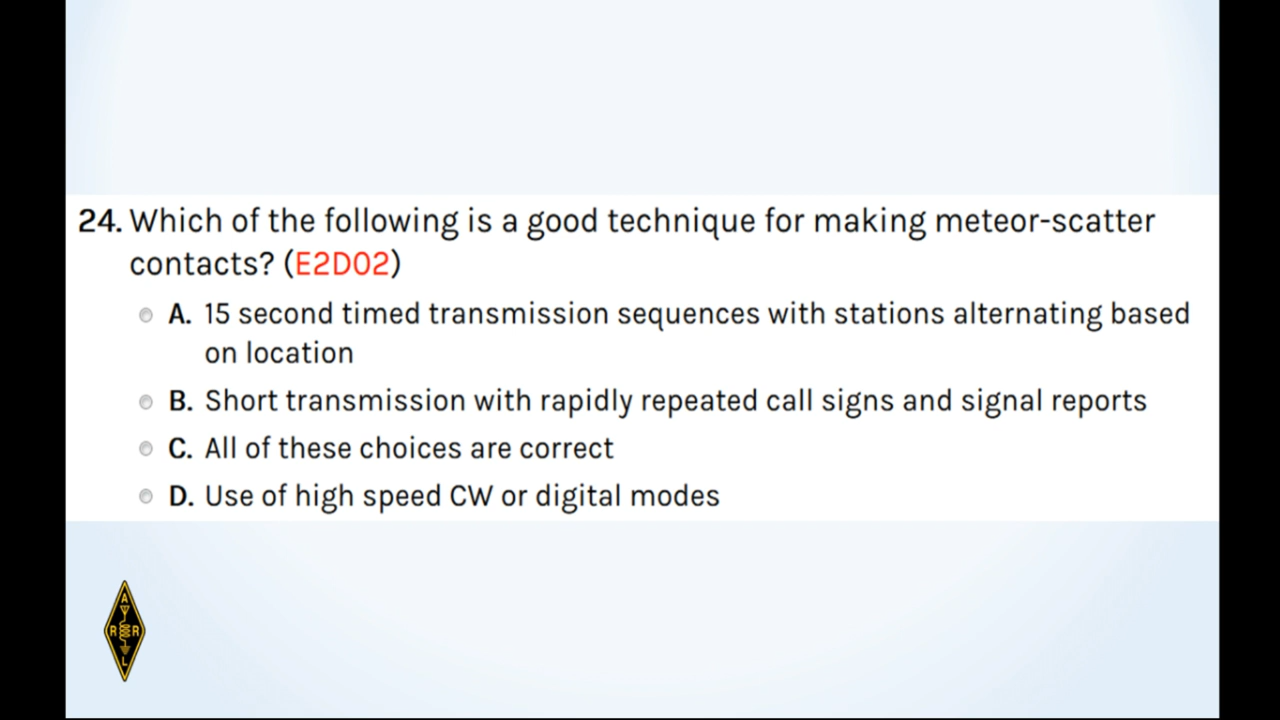 24. Which of the following is a good technique for making meteor-scatter
contacts? (E2D02)
A. 15 second timed transmission sequences with stations alternating based
on location
B. Short transmission with rapidly repeated call signs and signal reports
C. All of these choices are correct
D. Use of high speed CW or digital modes
A
R R
L